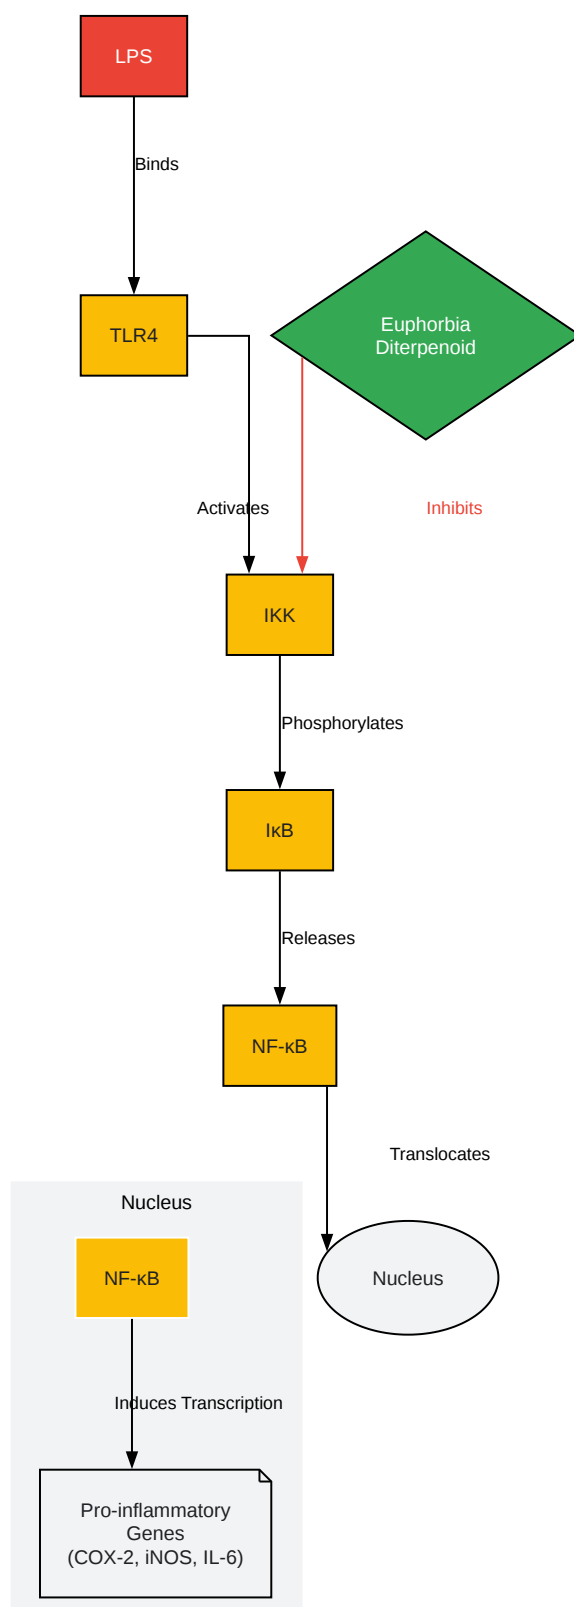 LPS
Binds
TLR4
Euphorbia
Diterpenoid
Activates
Inhibits
IKK
Phosphorylates
IκB
Releases
NF-κB
Translocates
Nucleus
NF-κB
Nucleus
Induces Transcription
Pro-inflammatory
Genes
(COX-2, iNOS, IL-6)